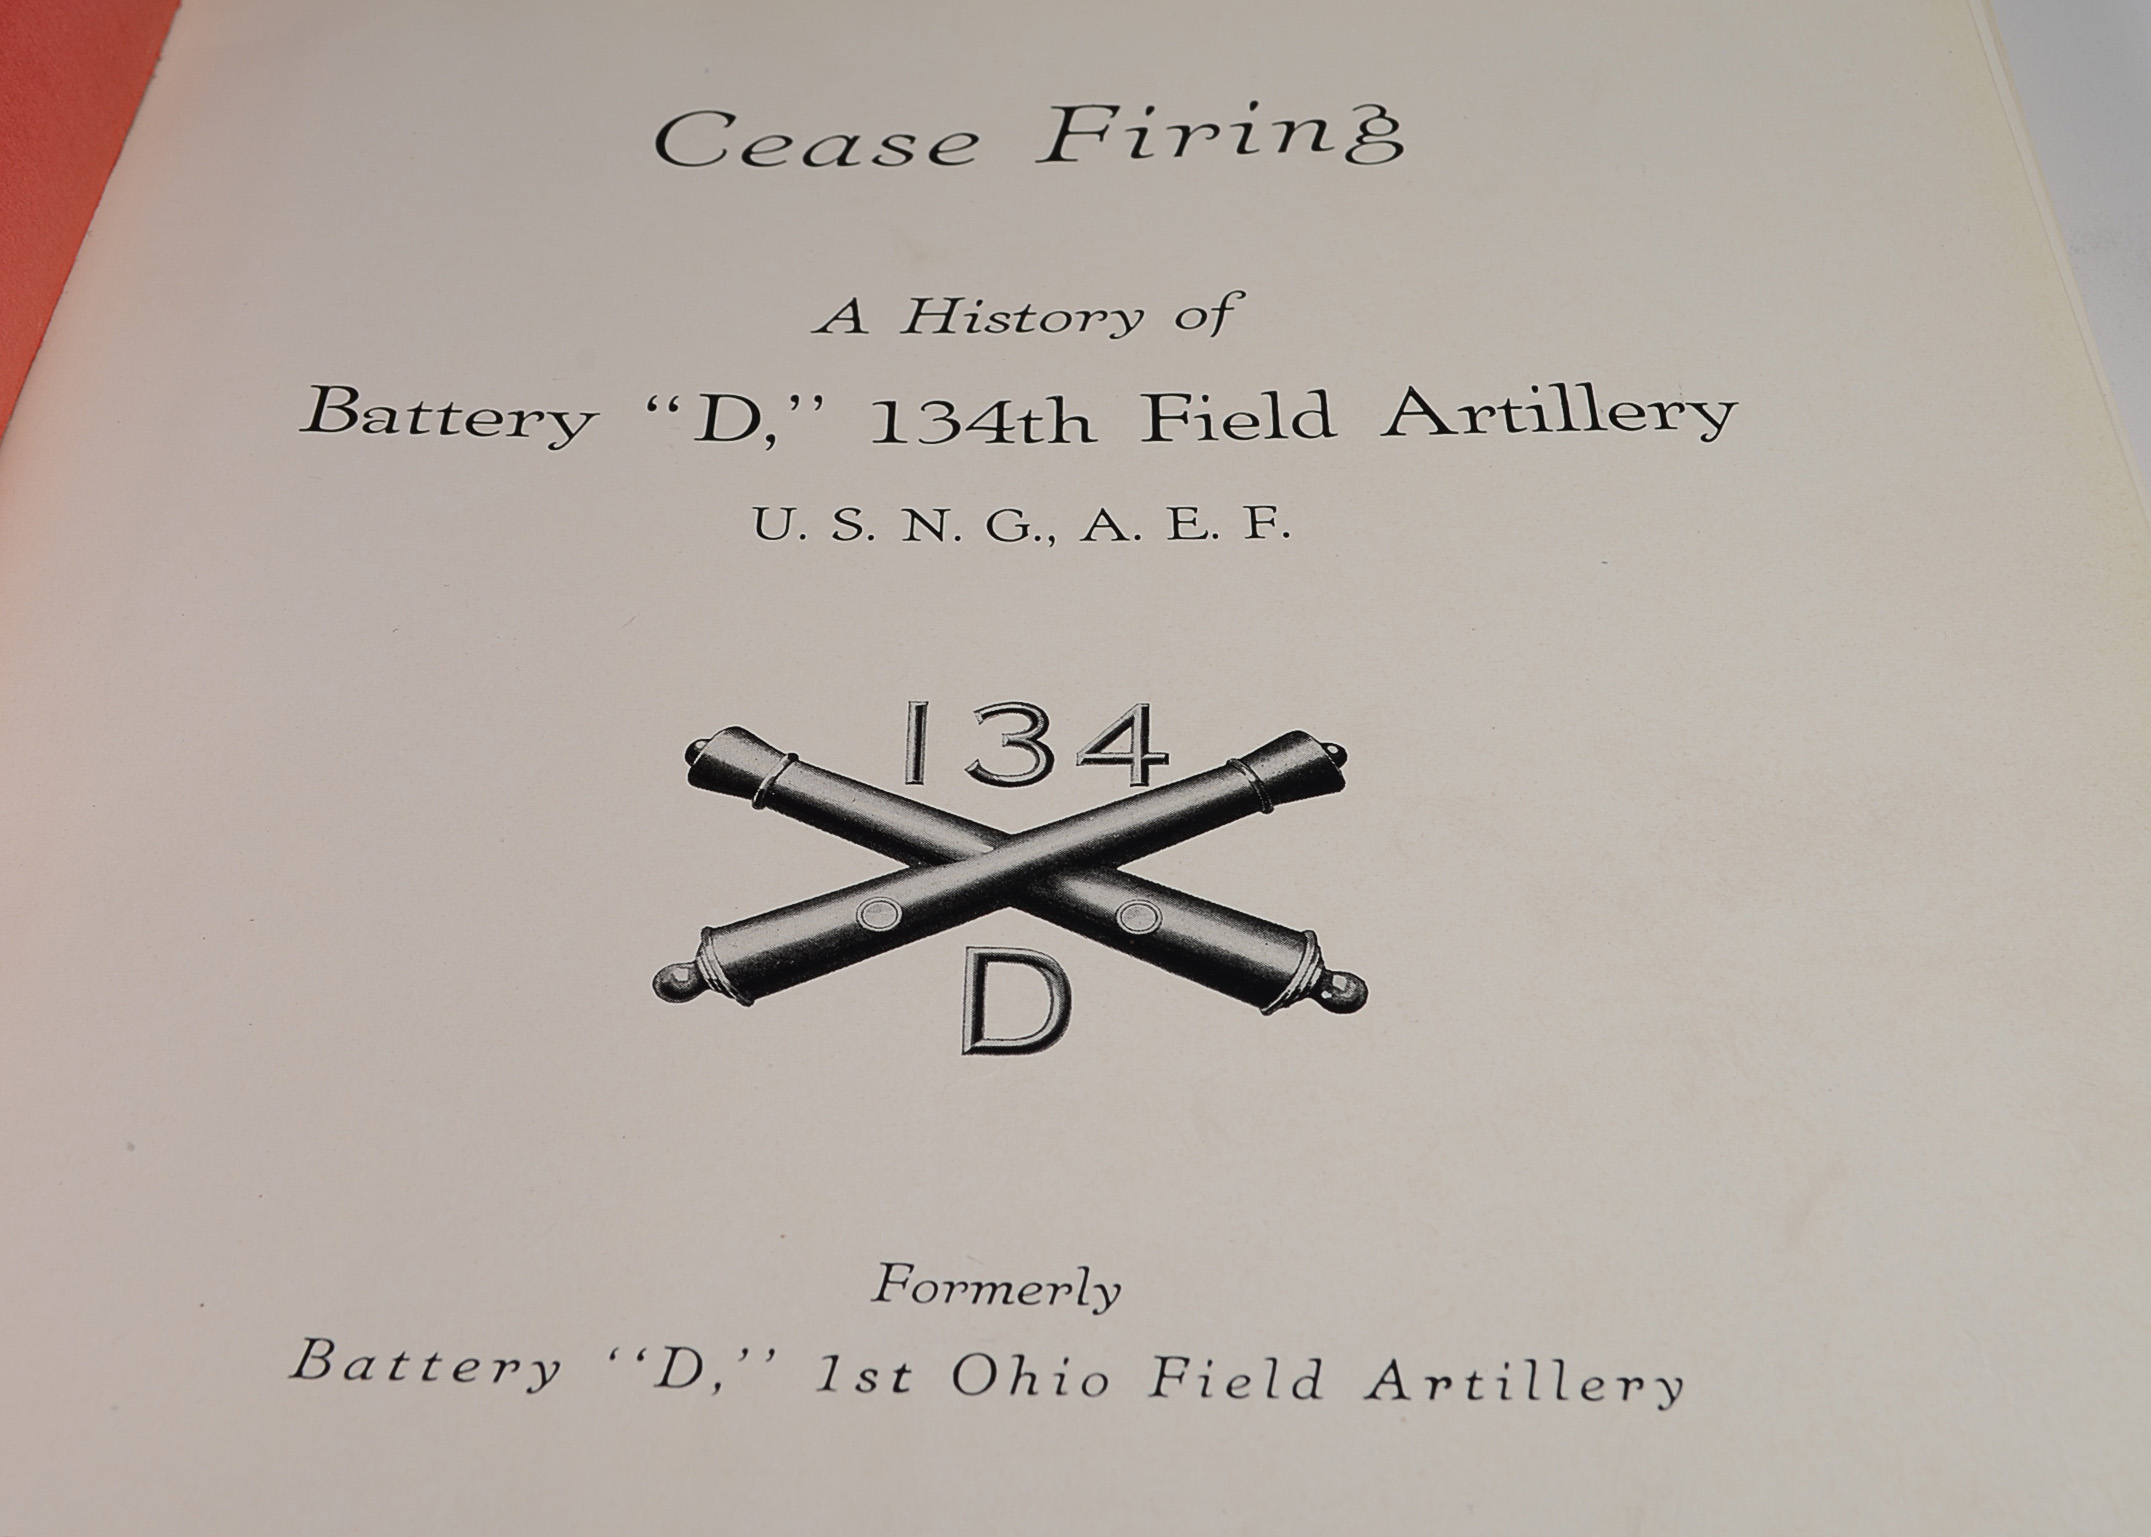 Cease Firing
A History of
Battery “D,” 134th Field Artillery
U. S. N. G., A. E. F.
134
D
Formerly
Battery “D,” 1st Ohio Field Artillery